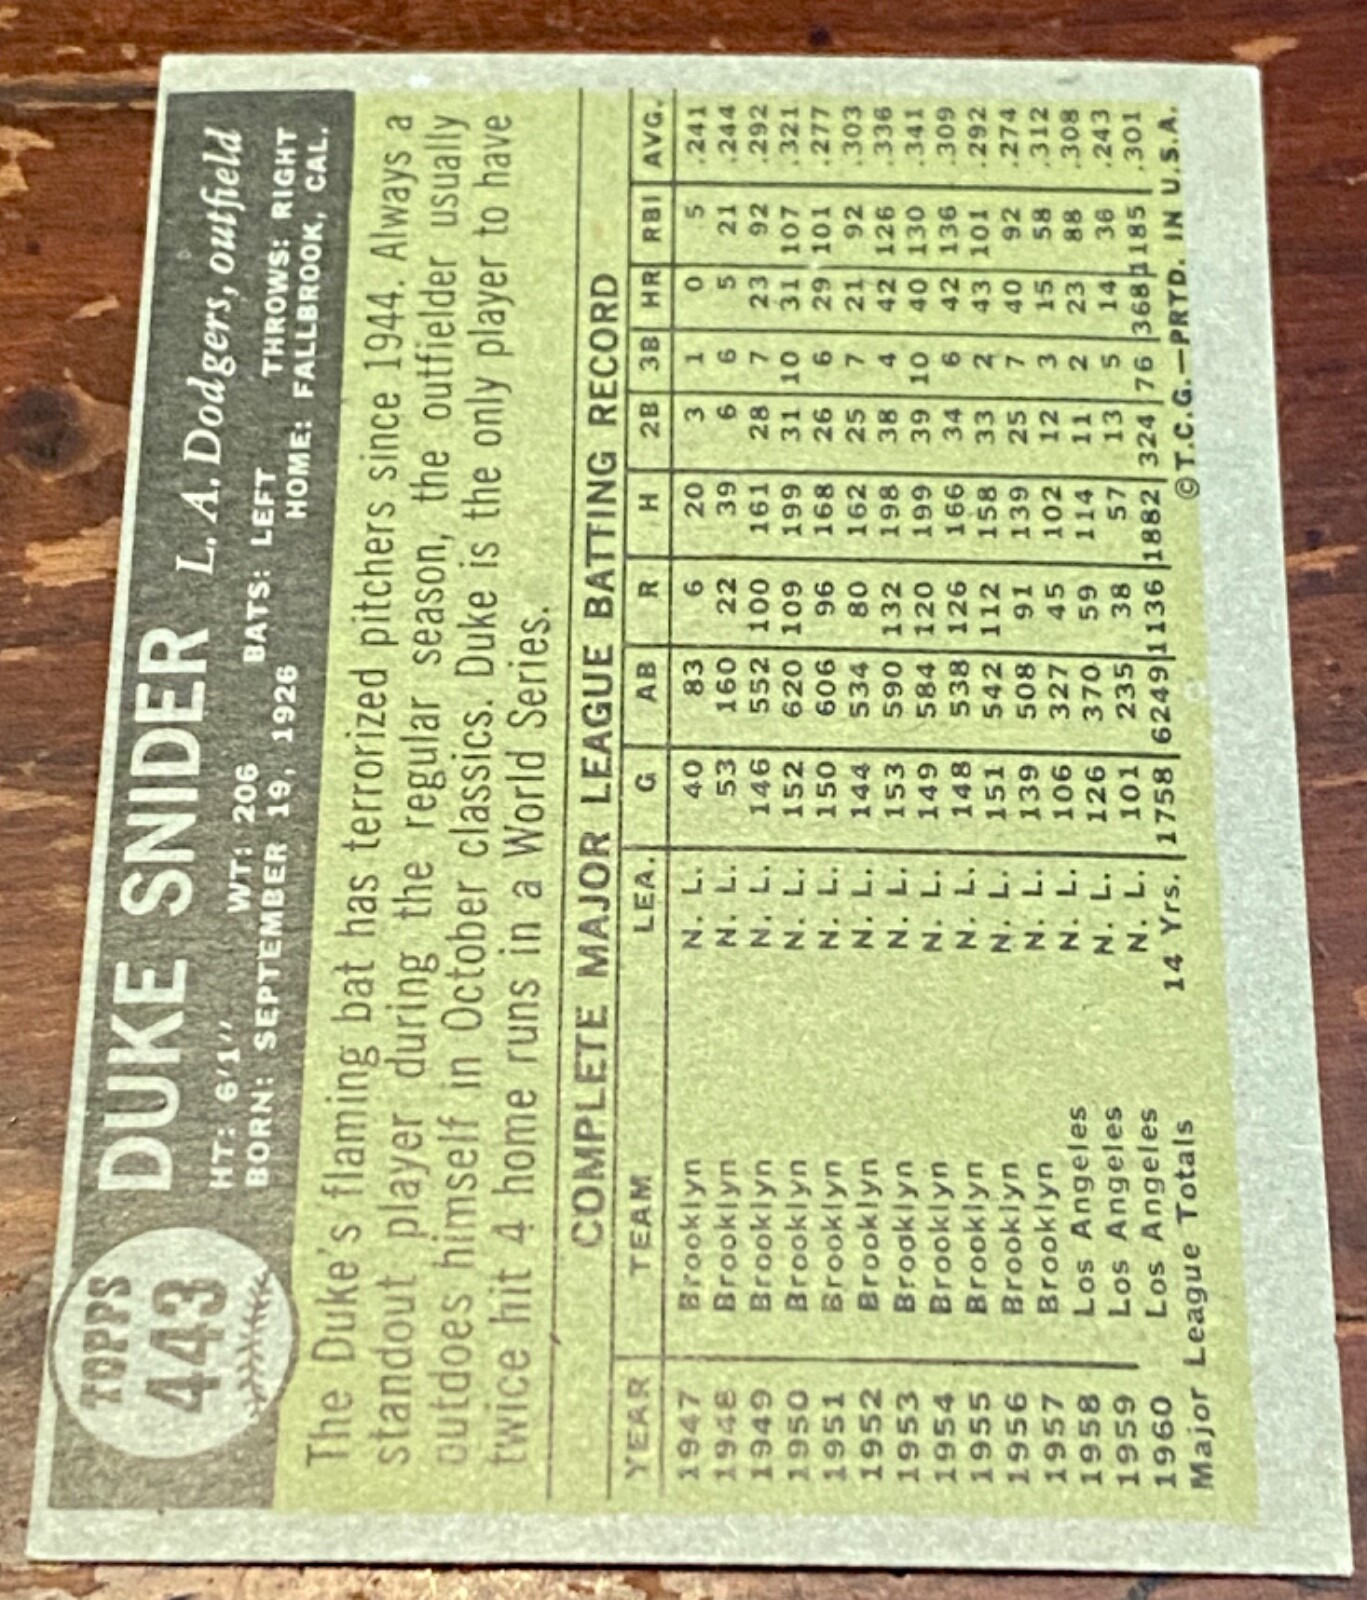 TOPPS
443
DUKE SNIDER L. A. Dodgers, outfield
HT: 6'1" WT: 206 BATS: LEFT THROWS: RIGHT
BORN: SEPTEMBER 19, 1926 HOME: FALLBROOK, CAL.
The Duke's flaming bat has terrorized pitchers since 1944. Always a
standout player during the regular season, the outfielder usually
outdoes himself in October classics. Duke is the only player to have
twice hit 4 home runs in a World Series.
COMPLETE MAJOR LEAGUE BATTING RECORD
YEAR TEAM LEA. G AB R H 2B 3B HR RBI AVG.
1947 Brooklyn N. L. 40 83 6 20 3 1 0 5 .241
1948 Brooklyn N. L. 53 160 22 39 6 6 5 21 .244
1949 Brooklyn N. L. 146 552 100 161 28 7 23 92 .292
1950 Brooklyn N. L. 152 620 109 199 31 10 31 107 .321
1951 Brooklyn N. L. 150 606 96 168 26 6 29 101 .277
1952 Brooklyn N. L. 144 534 80 162 25 7 21 92 .303
1953 Brooklyn N. L. 153 590 132 198 38 4 42 126 .336
1954 Brooklyn N. L. 149 584 120 199 39 10 40 130 .341
1955 Brooklyn N. L. 148 538 126 166 34 6 42 136 .309
1956 Brooklyn N. L. 151 542 112 158 33 2 43 101 .292
1957 Brooklyn N. L. 139 508 91 139 25 7 40 92 .274
1958 Los Angeles N. L. 106 327 45 102 12 3 15 58 .312
1959 Los Angeles N. L. 126 370 59 114 11 2 23 88 .308
1960 Los Angeles N. L. 101 235 38 57 13 5 14 36 .243
Major League Totals 14 Yrs. 1758 6249 1136 1882 324 76 368 1185 .301
©T.C.G.—PRTD. IN U.S.A.